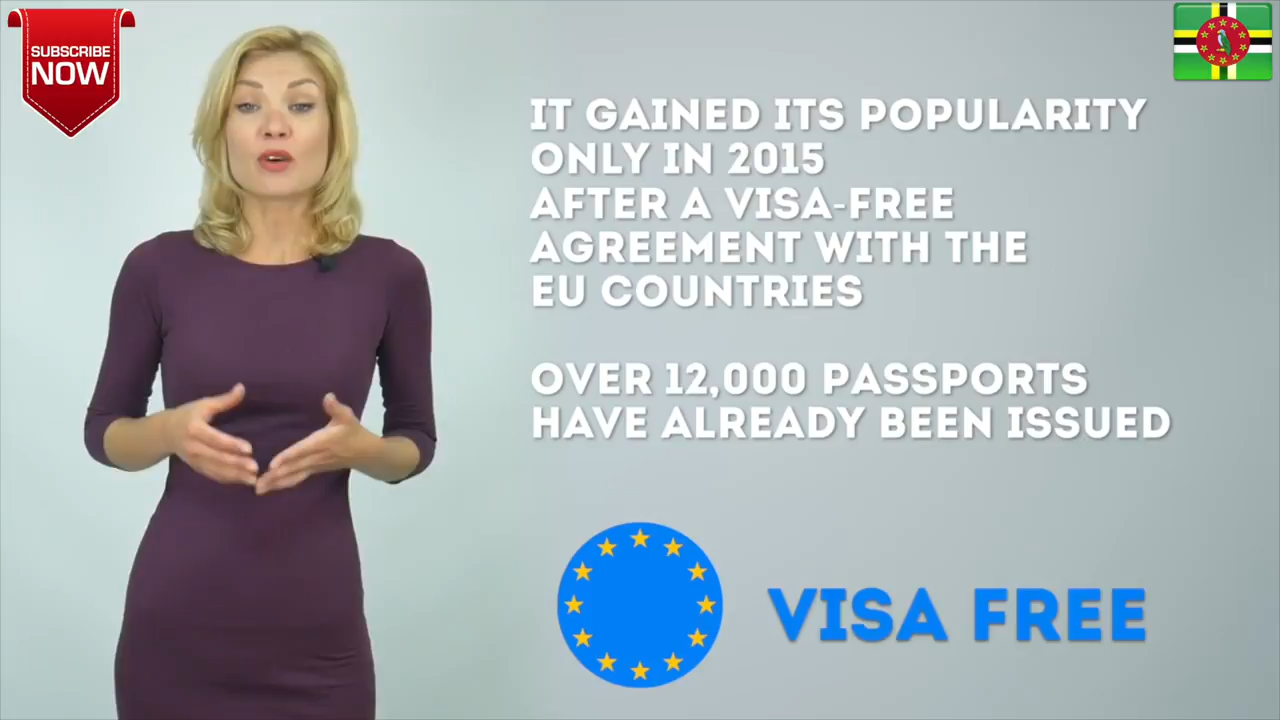 SUBSCRIBE
NOW
IT GAINED ITS POPULARITY
ONLY IN 2015
AFTER A VISA-FREE
AGREEMENT WITH THE
EU COUNTRIES
OVER 12,000 PASSPORTS
HAVE ALREADY BEEN ISSUED
VISA FREE